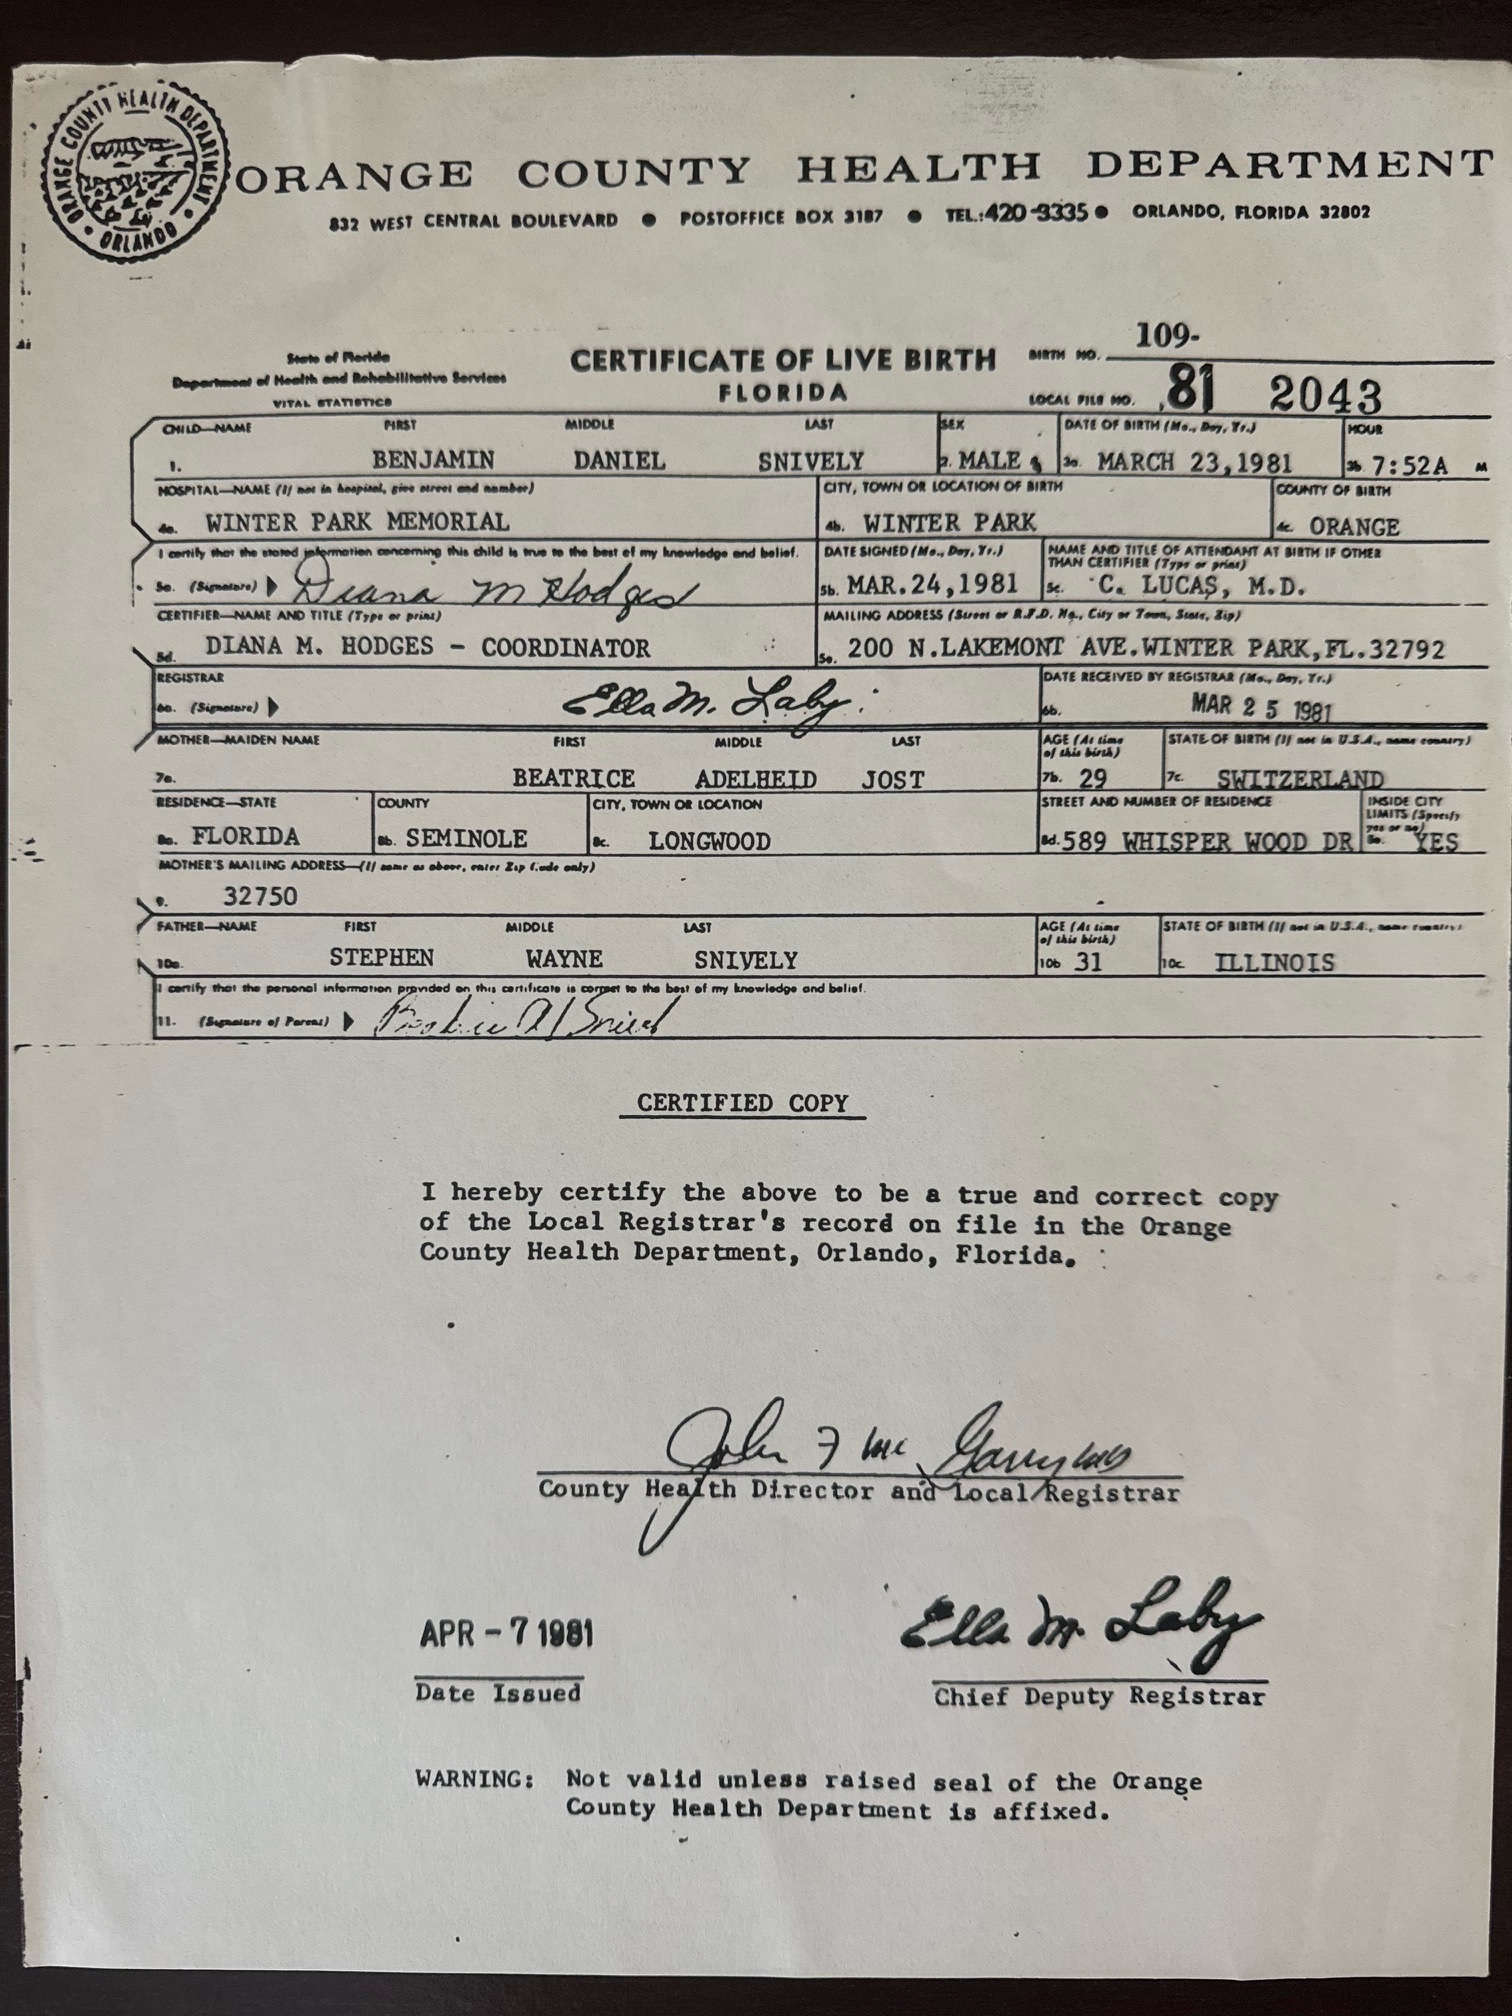 ORANGE COUNTY HEALTH DEPARTMENT • ORLANDO •
ORANGE COUNTY HEALTH DEPARTMENT
832 WEST CENTRAL BOULEVARD ● POSTOFFICE BOX 3187 ● TEL.:420-3335 ● ORLANDO, FLORIDA 32802
State of Florida
Department of Health and Rehabilitative Services
VITAL STATISTICS
CERTIFICATE OF LIVE BIRTH
FLORIDA
BIRTH NO. 109-
LOCAL FILE NO. 81 2043
CHILD—NAME FIRST MIDDLE LAST SEX DATE OF BIRTH (Mo., Day, Yr.) HOUR
1. BENJAMIN DANIEL SNIVELY 2. MALE 3a. MARCH 23,1981 3b. 7:52A M
HOSPITAL—NAME (If not in hospital, give street and number) CITY, TOWN OR LOCATION OF BIRTH COUNTY OF BIRTH
4a. WINTER PARK MEMORIAL 4b. WINTER PARK 4c. ORANGE
I certify that the stated information concerning this child is true to the best of my knowledge and belief. DATE SIGNED (Mo., Day, Yr.) NAME AND TITLE OF ATTENDANT AT BIRTH IF OTHER
THAN CERTIFIER (Type or print)
5a. (Signature) Diana M Hodges 5b. MAR.24,1981 5c. C. LUCAS, M.D.
CERTIFIER—NAME AND TITLE (Type or print) MAILING ADDRESS (Street or R.F.D. No., City or Town, State, Zip)
5d. DIANA M. HODGES - COORDINATOR 5e. 200 N.LAKEMONT AVE.WINTER PARK,FL.32792
REGISTRAR DATE RECEIVED BY REGISTRAR (Mo., Day, Yr.)
6a. (Signature) Ella M. Laby 6b. MAR 25 1981
MOTHER—MAIDEN NAME FIRST MIDDLE LAST AGE (At time STATE OF BIRTH (If not in U.S.A., name country)
of this birth)
7a. BEATRICE ADELHEID JOST 7b. 29 7c. SWITZERLAND
RESIDENCE—STATE COUNTY CITY, TOWN OR LOCATION STREET AND NUMBER OF RESIDENCE INSIDE CITY
LIMITS (Specify
yes or no)
8a. FLORIDA 8b. SEMINOLE 8c. LONGWOOD 8d. 589 WHISPER WOOD DR 8e. YES
MOTHER'S MAILING ADDRESS—(If same as above, enter Zip Code only)
9. 32750
FATHER—NAME FIRST MIDDLE LAST AGE (At time STATE OF BIRTH (If not in U.S.A., name country)
of this birth)
10a. STEPHEN WAYNE SNIVELY 10b 31 10c. ILLINOIS
I certify that the personal information provided on this certificate is correct to the best of my knowledge and belief.
11. (Signature of Parent)
CERTIFIED COPY
I hereby certify the above to be a true and correct copy
of the Local Registrar's record on file in the Orange
County Health Department, Orlando, Florida.
John F Mc
County Health Director and Local Registrar
APR - 7 1981
Ella M. Laby
Date Issued
Chief Deputy Registrar
WARNING: Not valid unless raised seal of the Orange
County Health Department is affixed.